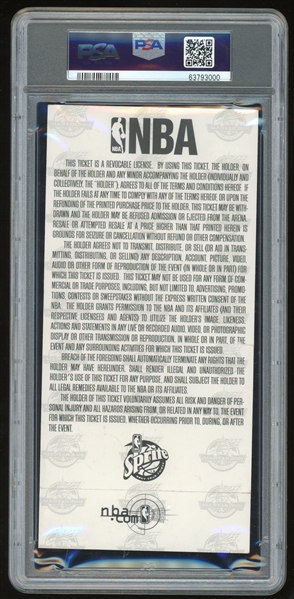 PSA
PSA
63793000
NBA
NBA
THIS TICKET IS A REVOCABLE LICENSE. BY USING THIS TICKET, THE HOLDER; ON
BEHALF OF THE HOLDER AND ANY MINOR ACCOMPANYING THE HOLDER (INDIVIDUALLY AND
COLLECTIVELY, THE "HOLDER"), AGREES TO ALL OF THE TERMS AND CONDITIONS HEREOF. IF
THE HOLDER FAILS AT ANY TIME TO COMPLY WITH ANY OF THE TERMS HEREOF OR UPON THE
REFUNDING OF THE PRINTED PURCHASE PRICE TO THE HOLDER, THIS TICKET MAY BE WITH-
DRAWN AND THE HOLDER MAY BE REFUSED ADMISSION OR EJECTED FROM THE ARENA.
RESALE OR ATTEMPTED RESALE AT A PRICE HIGHER THAN THAT PRINTED HEREIN IS
GROUNDS FOR SEIZURE OR CANCELLATION WITHOUT REFUND OR OTHER COMPENSATION.
THE HOLDER AGREES NOT TO TRANSMIT, DISTRIBUTE, OR SELL (OR AID IN TRANS-
MITTING, DISTRIBUTING, OR SELLING) ANY DESCRIPTION, ACCOUNT, PICTURE, VIDEO,
AUDIO OR OTHER FORM OF REPRODUCTION OF THE EVENT (IN WHOLE OR IN PART) FOR
WHICH THIS TICKET IS ISSUED. THIS TICKET MAY NOT BE USED FOR ANY FORM OF COMMER-
CIAL OR TRADE PURPOSES, INCLUDING, BUT NOT LIMITED TO, ADVERTISING, PROMO-
TIONS, CONTESTS OR SWEEPSTAKES WITHOUT THE EXPRESS WRITTEN CONSENT OF THE
NBA. THE HOLDER GRANTS PERMISSION TO THE NBA AND ITS AFFILIATES (AND THEIR
RESPECTIVE LICENSEES AND AGENTS) TO UTILIZE THE HOLDER'S IMAGE, LIKENESS,
ACTIONS AND STATEMENTS IN ANY LIVE OR RECORDED AUDIO, VIDEO, OR PHOTOGRAPHIC
DISPLAY OR OTHER TRANSMISSION OR REPRODUCTION, IN WHOLE OR IN PART, OF THE
EVENT AND ANY SURROUNDING ACTIVITIES FOR WHICH THIS TICKET IS ISSUED.
BREACH OF THE FOREGOING SHALL AUTOMATICALLY TERMINATE ANY RIGHTS THAT THE
HOLDER MAY HAVE HEREUNDER, SHALL RENDER ILLEGAL AND UNAUTHORIZED THE
HOLDER'S USE OF THIS TICKET FOR ANY PURPOSE, AND SHALL SUBJECT THE HOLDER TO
ALL LEGAL REMEDIES AVAILABLE TO THE NBA OR ITS AFFILIATES.
THE HOLDER OF THIS TICKET VOLUNTARILY ASSUMES ALL RISK AND DANGER OF PER-
SONAL INJURY AND ALL HAZARDS ARISING FROM, OR RELATED IN ANY WAY TO, THE EVENT
FOR WHICH THIS TICKET IS ISSUED, WHETHER OCCURRING PRIOR TO, DURING, OR AFTER
THE EVENT.
Sprite
nba.com